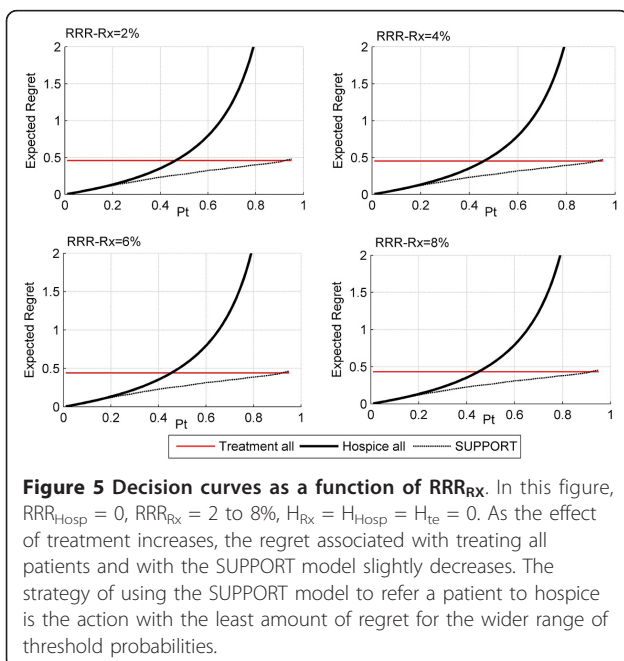 RRR-Rx=2%
Expected Regret
2
1.5
1
0.5
0
0 0.2 0.4 0.6 0.8 1
Pt
RRR-Rx=4%
Expected Regret
2
1.5
1
0.5
0
0 0.2 0.4 0.6 0.8 1
Pt
RRR-Rx=6%
Expected Regret
2
1.5
1
0.5
0
0 0.2 0.4 0.6 0.8 1
Pt
RRR-Rx=8%
Expected Regret
2
1.5
1
0.5
0
0 0.2 0.4 0.6 0.8 1
Pt
Treatment all Hospice all SUPPORT
Figure 5 Decision curves as a function of RRR_RX. In this figure,
RRR_Hosp = 0, RRR_Rx = 2 to 8%, H_Rx = H_Hosp = H_te = 0. As the effect
of treatment increases, the regret associated with treating all
patients and with the SUPPORT model slightly decreases. The
strategy of using the SUPPORT model to refer a patient to hospice
is the action with the least amount of regret for the wider range of
threshold probabilities.